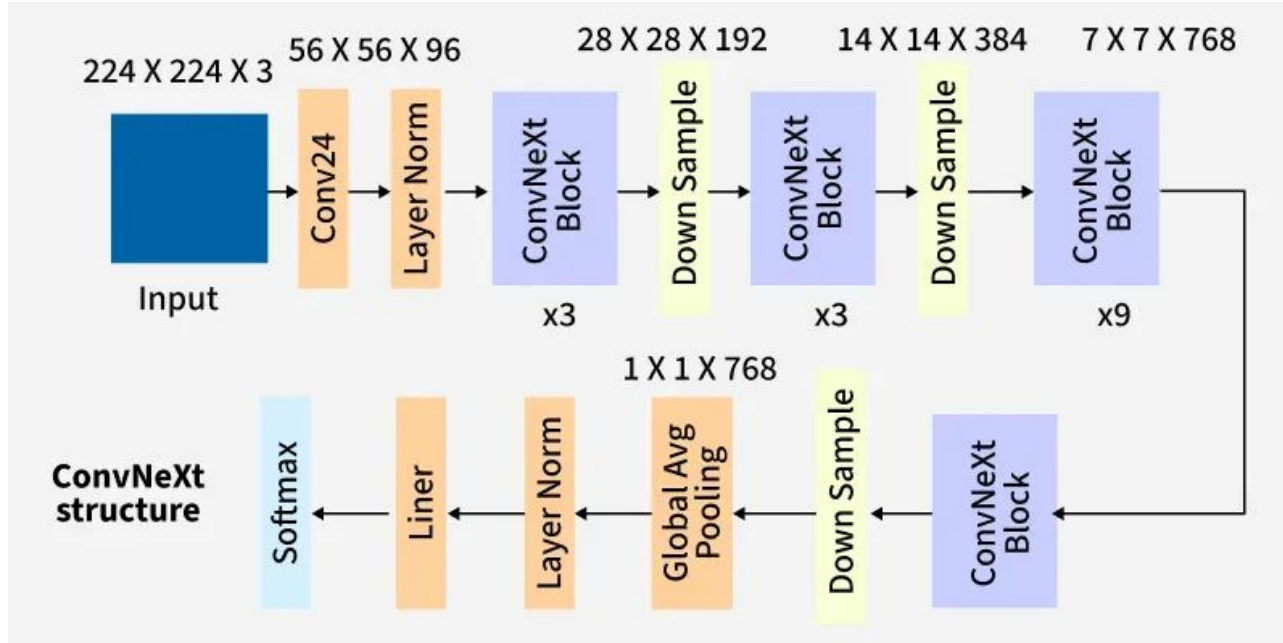 224 X 224 X 3
56 X 56 X 96
28 X 28 X 192
14 X 14 X 384
7 X 7 X 768
Input
Conv24
Layer Norm
ConvNeXt
Block
x3
Down Sample
ConvNeXt
Block
x3
Down Sample
ConvNeXt
Block
x9
ConvNeXt
Block
Down Sample
1 X 1 X 768
Global Avg
Pooling
Layer Norm
Liner
Softmax
ConvNeXt
structure